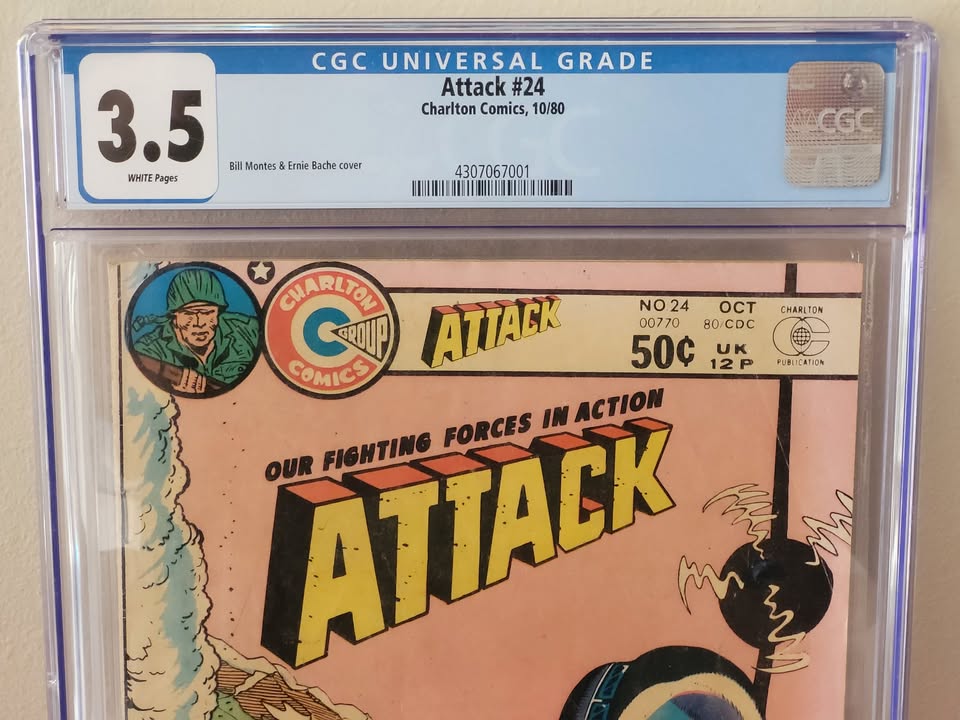 CGC UNIVERSAL GRADE
3.5
WHITE Pages
Attack #24
Charlton Comics, 10/80
Bill Montes & Ernie Bache cover
4307067001
CGC
CHARLTON
COMICS
GROUP
C
ATTACK
NO 24 OCT
00770 80/CDC
50¢ UK
12 P
CHARLTON
C
PUBLICATION
OUR FIGHTING FORCES IN ACTION
ATTACK